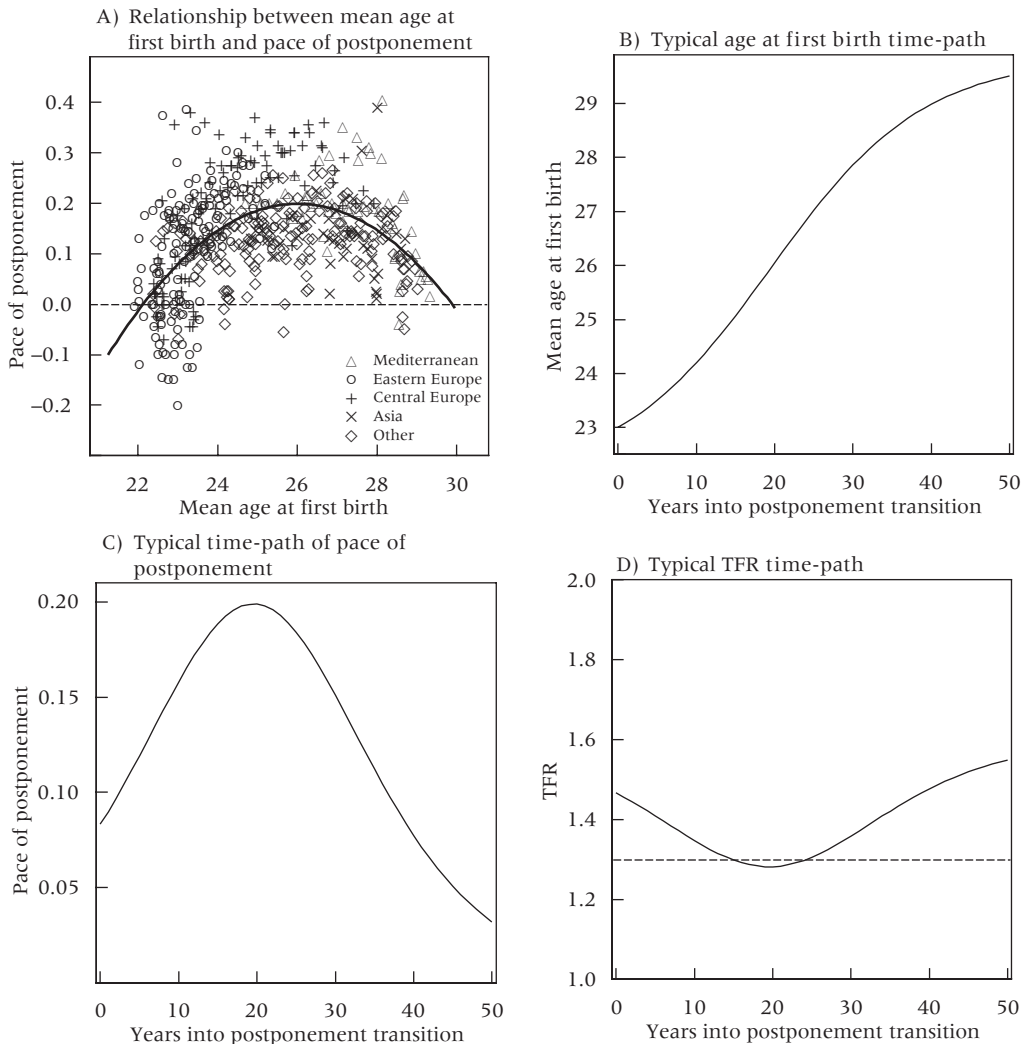 A) Relationship between mean age at
first birth and pace of postponement
Pace of postponement
0.4
0.3
0.2
0.1
0.0
–0.1
–0.2
Mediterranean
Eastern Europe
Central Europe
Asia
Other
22 24 26 28 30
Mean age at first birth
B) Typical age at first birth time-path
Mean age at first birth
29
28
27
26
25
24
23
0 10 20 30 40 50
Years into postponement transition
C) Typical time-path of pace of
postponement
Pace of postponement
0.20
0.15
0.10
0.05
0 10 20 30 40 50
Years into postponement transition
D) Typical TFR time-path
TFR
2.0
1.8
1.6
1.4
1.2
1.0
0 10 20 30 40 50
Years into postponement transition